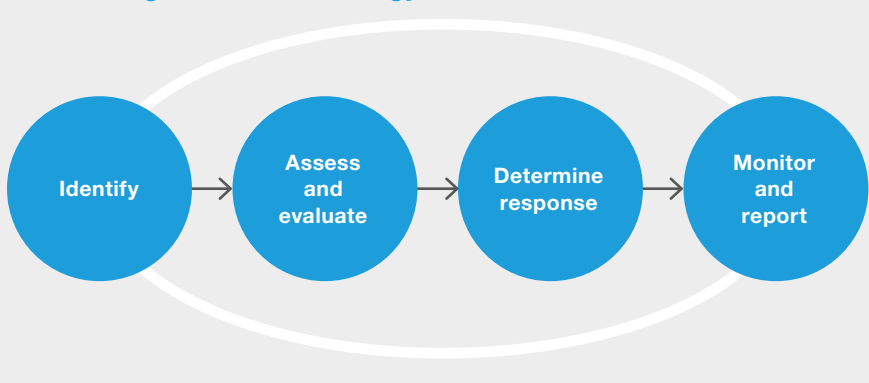 Identify
Assess
and
evaluate
Determine
response
Monitor
and
report